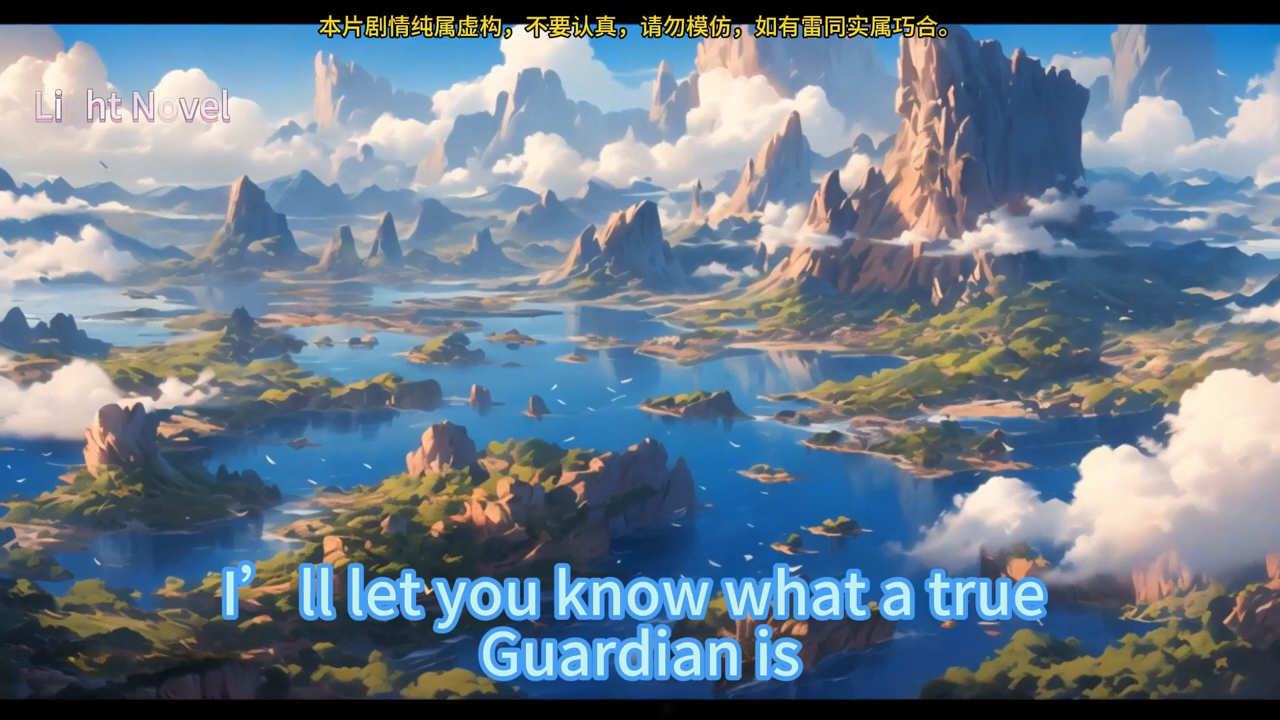 本片剧情纯属虚构，不要认真，请勿模仿，如有雷同实属巧合。
Li ht Novel
I’ ll let you know what a true
Guardian is